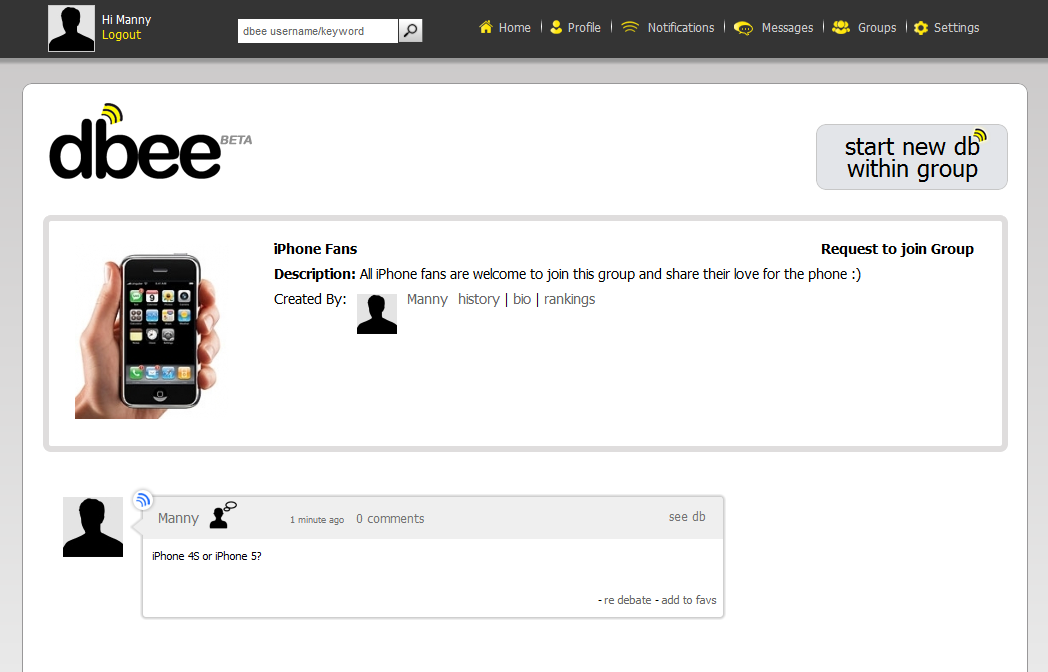 Hi Manny
Logout
dbee username/keyword
Home
Profile
Notifications
Messages
Groups
Settings
dbee BETA
start new db
within group
iPhone Fans
Request to join Group
Description: All iPhone fans are welcome to join this group and share their love for the phone :)
Created By: Manny history | bio | rankings
Manny 1 minute ago 0 comments see db
iPhone 4S or iPhone 5?
- re debate - add to favs